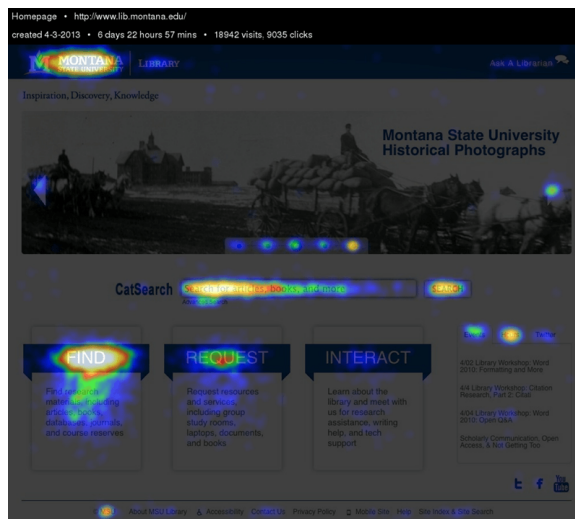 Homepage • http://www.lib.montana.edu/
created 4-3-2013 • 6 days 22 hours 57 mins • 18942 visits, 9035 clicks
MONTANA STATE UNIVERSITY LIBRARY
Ask A Librarian
Inspiration, Discovery, Knowledge
Montana State University
Historical Photographs
CatSearch Search for articles, books, and more SEARCH
FIND
Find research
materials, including
articles, books,
databases, journals,
and course reserves
REQUEST
Request resources
and services,
including group
study rooms,
laptops, documents,
and books
INTERACT
Learn about the
library and meet with
us for research
assistance, writing
help, and tech
support
Twitter
4/02 Library Workshop: Word
2010: Formatting and More
4/4 Library Workshop: Citation
Research, Part 2: Citati
4/04 Library Workshop: Word
2010: Open Q&A
Scholarly Communication, Open
Access, & Not Getting Too
t f You Tube
About MSU Library Accessibility Contact Us Privacy Policy Mobile Site Help Site Index & Site Search